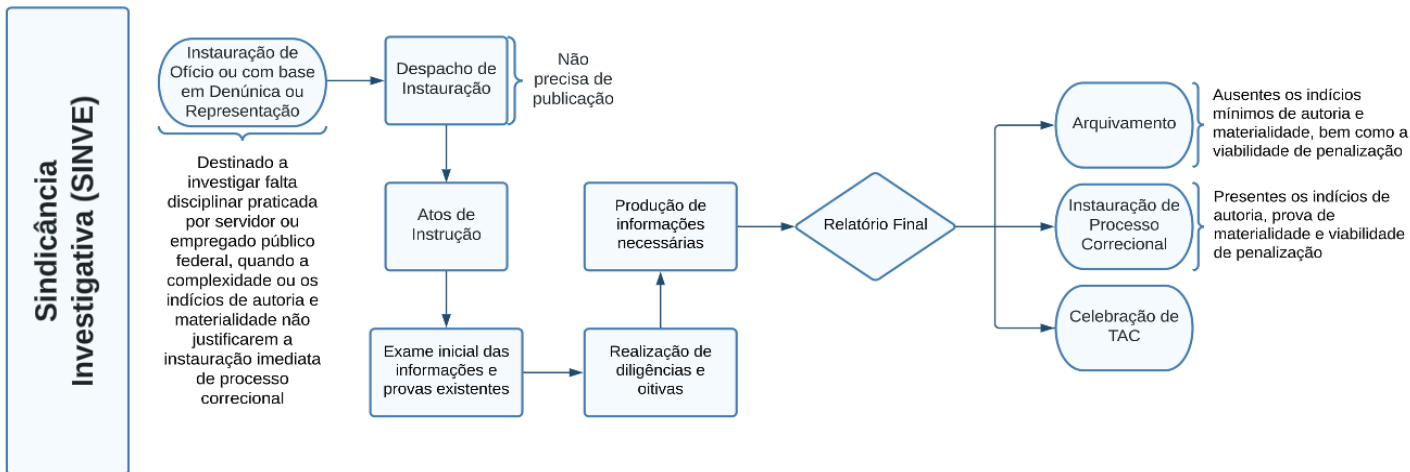 Sindicância
Investigativa (SINVE)
Instauração de
Ofício ou com base
em Denúnica ou
Representação
Destinado a
investigar falta
disciplinar praticada
por servidor ou
empregado público
federal, quando a
complexidade ou os
indícios de autoria e
materialidade não
justificarem a
instauração imediata
de processo
correcional
Despacho de
Instauração
Não
precisa de
publicação
Atos de
Instrução
Exame inicial das
informações e
provas existentes
Realização de
diligências e
oitivas
Produção de
informações
necessárias
Relatório Final
Arquivamento
Ausentes os indícios
mínimos de autoria e
materialidade, bem como a
viabilidade de penalização
Instauração de
Processo
Correcional
Presentes os indícios de
autoria, prova de
materialidade e viabilidade
de penalização
Celebração de
TAC